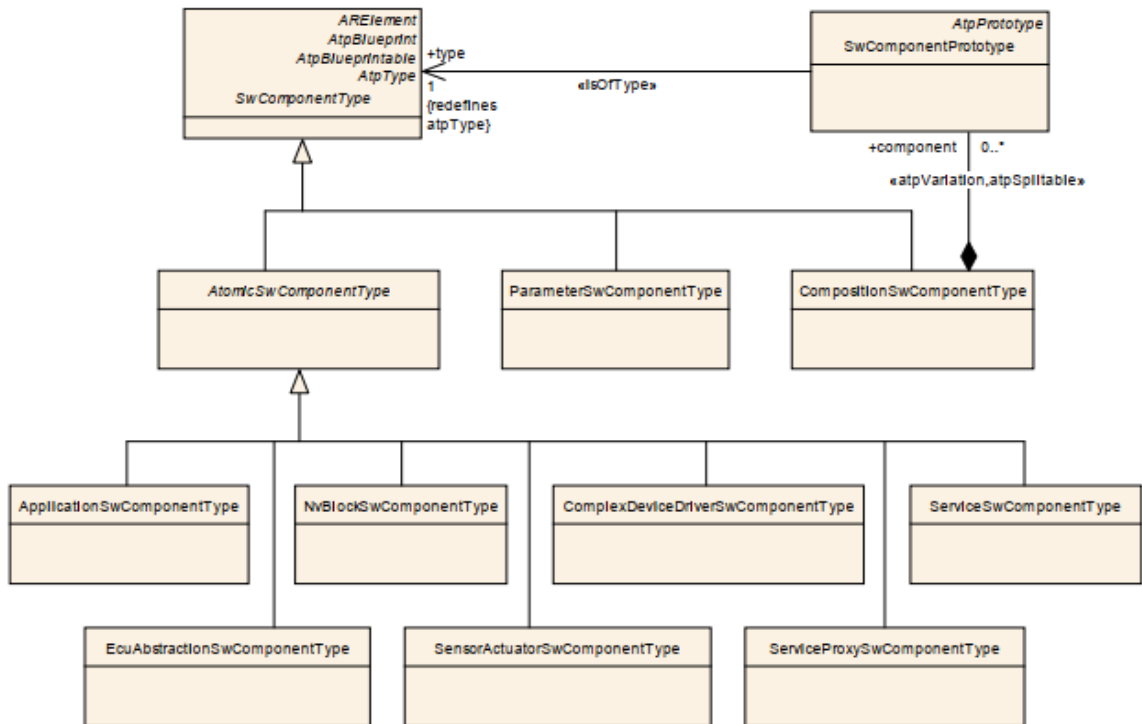 ARElement
AtpBlueprint
AtpBlueprintable
AtpType
SwComponentType
+type
1
{redefines
atpType}
«isOfType»
AtpPrototype
SwComponentPrototype
+component 0..*
«atpVariation,atpSplitable»
AtomicSwComponentType
ParameterSwComponentType
CompositionSwComponentType
ApplicationSwComponentType
NvBlockSwComponentType
ComplexDeviceDriverSwComponentType
ServiceSwComponentType
EcuAbstractionSwComponentType
SensorActuatorSwComponentType
ServiceProxySwComponentType